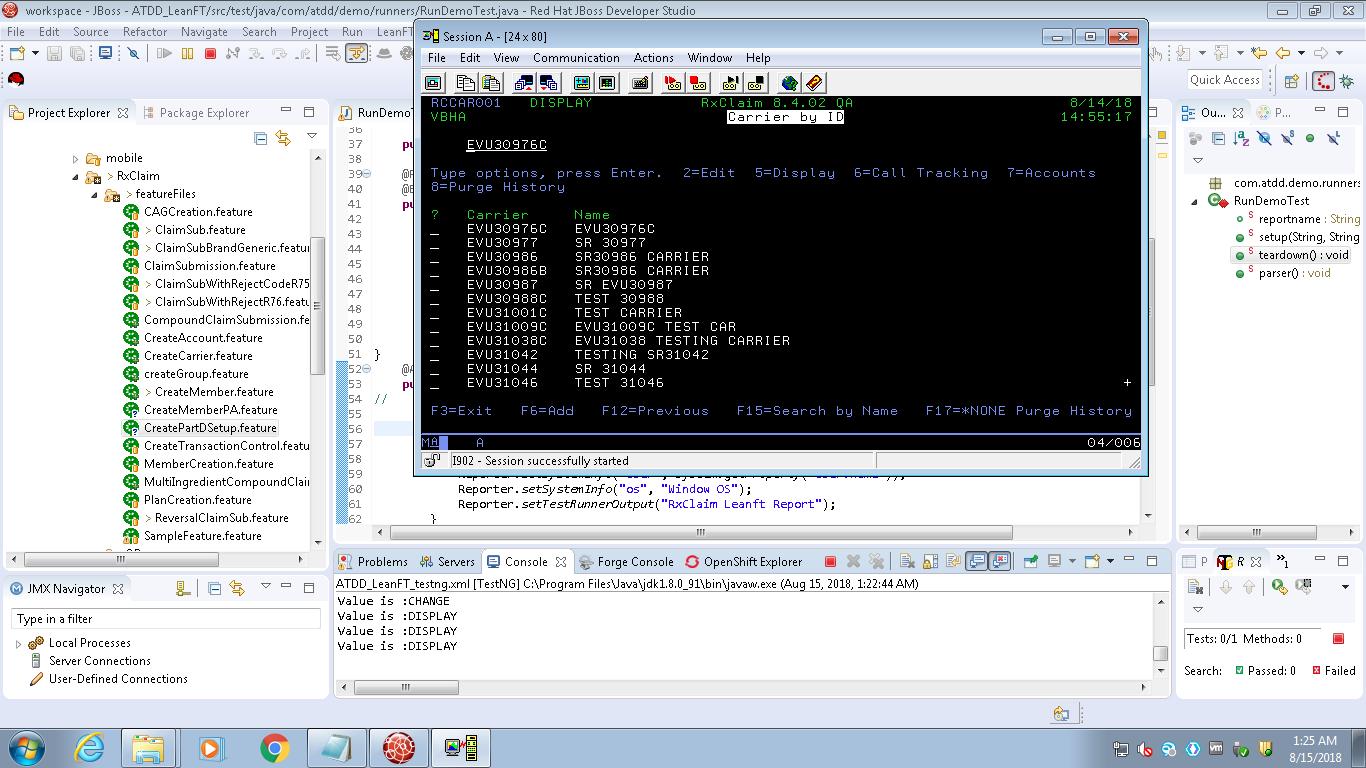 workspace - JBoss - ATDD_LeanFT/src/test/java/com/atdd/demo/runners/RunDemoTest.java - Red Hat JBoss Developer Studio
File Edit Source Refactor Navigate Search Project Run LeanFT
Quick Access
Project Explorer Package Explorer
mobile
> RxClaim
> featureFiles
CAGCreation.feature
> ClaimSub.feature
> ClaimSubBrandGeneric.featur
ClaimSubmission.feature
> ClaimSubWithRejectCodeR75
> ClaimSubWithRejectR76.featu
CompoundClaimSubmission.fe
CreateAccount.feature
CreateCarrier.feature
createGroup.feature
> CreateMember.feature
CreateMemberPA.feature
CreatePartDSetup.feature
CreateTransactionControl.featu
MemberCreation.feature
MultiIngredientCompoundClai
PlanCreation.feature
> ReversalClaimSub.feature
SampleFeature.feature
RunDemo
36
37 pu
38
39 @P
40 @B
41 pu
42
43
44
45
46
47
48
49
50
51 }
52 @A
53 pu
54 //
55
56
57
58
59
60 Reporter.setSystemInfo("os", "Window OS");
61 Reporter.setTestRunnerOutput("RxClaim Leanft Report");
62 }
Session A - [24 x 80]
File Edit View Communication Actions Window Help
RCCAR001 DISPLAY RxClaim 8.4.02 QA 8/14/18
VBHA Carrier by ID 14:55:17
EVU30976C
Type options, press Enter. 2=Edit 5=Display 6=Call Tracking 7=Accounts
8=Purge History
? Carrier Name
_ EVU30976C EVU30976C
_ EVU30977 SR 30977
_ EVU30986 SR30986 CARRIER
_ EVU30986B SR30986 CARRIER
_ EVU30987 SR EVU30987
_ EVU30988C TEST 30988
_ EVU31001C TEST CARRIER
_ EVU31009C EVU31009C TEST CAR
_ EVU31038C EVU31038 TESTING CARRIER
_ EVU31042 TESTING SR31042
_ EVU31044 SR 31044
_ EVU31046 TEST 31046 +
F3=Exit F6=Add F12=Previous F15=Search by Name F17=*NONE Purge History
MA A 04/006
I902 - Session successfully started
Ou...
com.atdd.demo.runners
RunDemoTest
reportname : String
setup(String, String
teardown() : void
parser() : void
JMX Navigator
Type in a filter
Local Processes
Server Connections
User-Defined Connections
Problems Servers Console Forge Console OpenShift Explorer
ATDD_LeanFT_testng.xml [TestNG] C:\Program Files\Java\jdk1.8.0_91\bin\javaw.exe (Aug 15, 2018, 1:22:44 AM)
Value is :CHANGE
Value is :DISPLAY
Value is :DISPLAY
Value is :DISPLAY
Tests: 0/1 Methods: 0
Search: Passed: 0 Failed
1:25 AM
8/15/2018